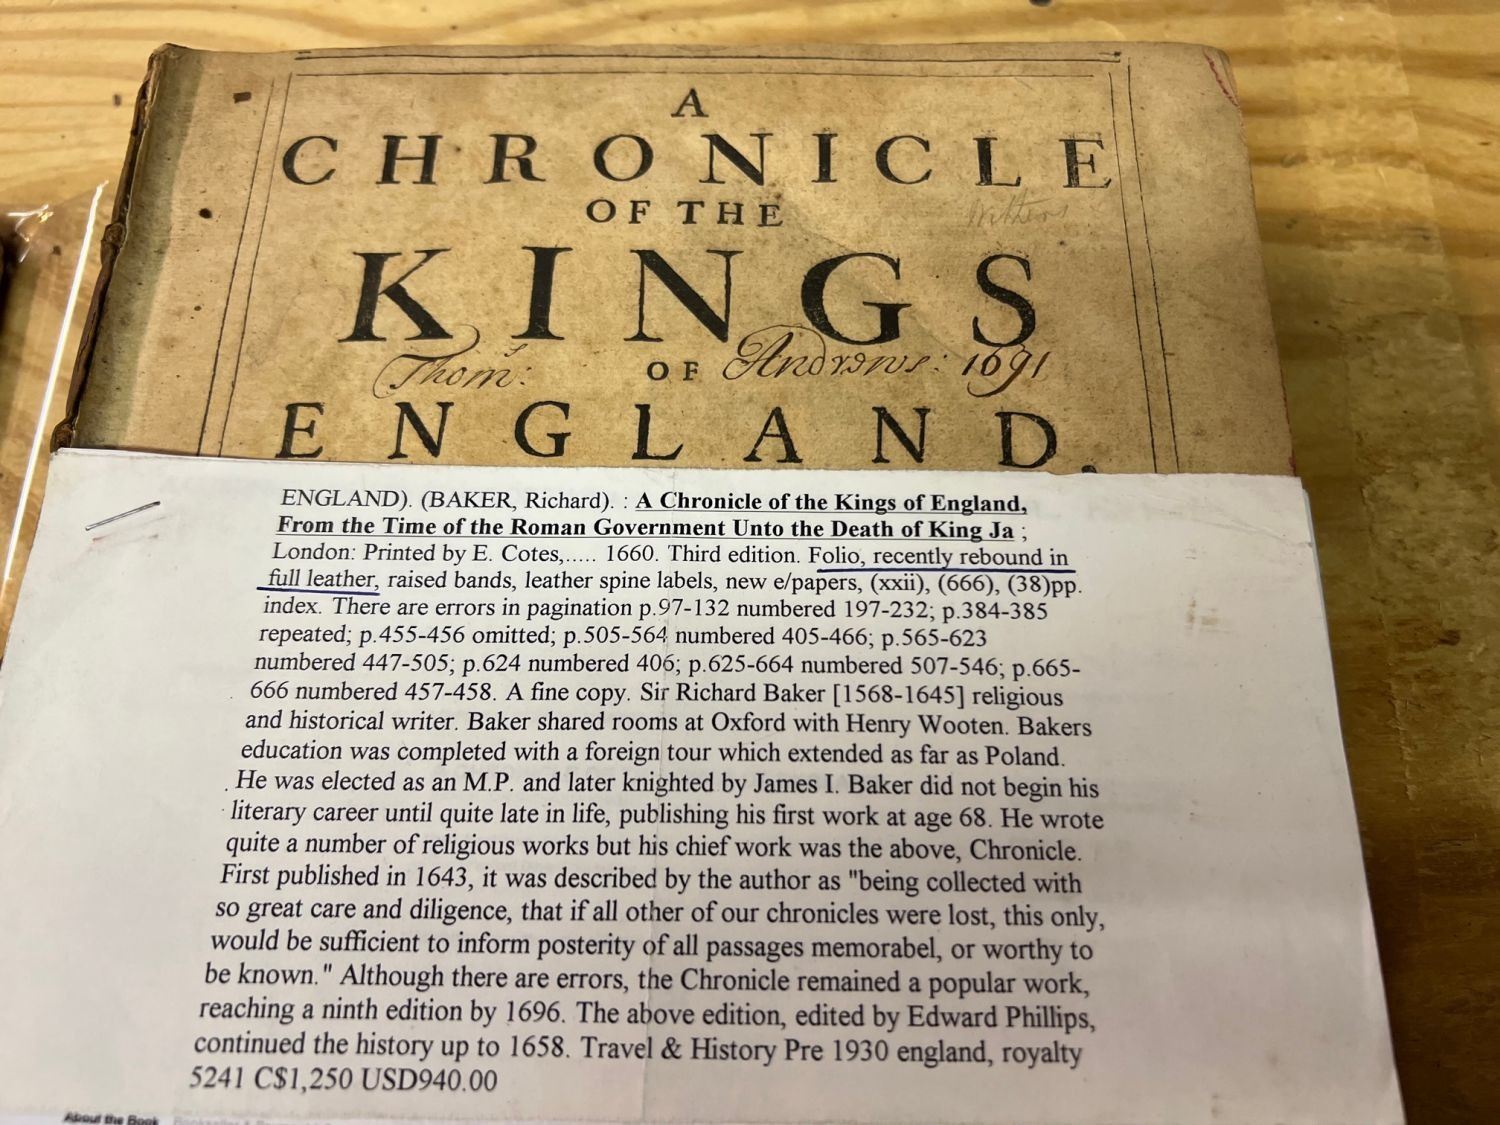 A
CHRONICLE
OF THE
Withers
KINGS
Thoms: OF Andrews: 1691
ENGLAND,
ENGLAND). (BAKER, Richard). : A Chronicle of the Kings of England,
From the Time of the Roman Government Unto the Death of King Ja ;
London: Printed by E. Cotes,..... 1660. Third edition. Folio, recently rebound in
full leather, raised bands, leather spine labels, new e/papers, (xxii), (666), (38)pp.
index. There are errors in pagination p.97-132 numbered 197-232; p.384-385
repeated; p.455-456 omitted; p.505-564 numbered 405-466; p.565-623
numbered 447-505; p.624 numbered 406; p.625-664 numbered 507-546; p.665-
666 numbered 457-458. A fine copy. Sir Richard Baker [1568-1645] religious
and historical writer. Baker shared rooms at Oxford with Henry Wooten. Bakers
education was completed with a foreign tour which extended as far as Poland.
He was elected as an M.P. and later knighted by James I. Baker did not begin his
literary career until quite late in life, publishing his first work at age 68. He wrote
quite a number of religious works but his chief work was the above, Chronicle.
First published in 1643, it was described by the author as "being collected with
so great care and diligence, that if all other of our chronicles were lost, this only,
would be sufficient to inform posterity of all passages memorabel, or worthy to
be known." Although there are errors, the Chronicle remained a popular work,
reaching a ninth edition by 1696. The above edition, edited by Edward Phillips,
continued the history up to 1658. Travel & History Pre 1930 england, royalty
5241 C$1,250 USD940.00
About the Book